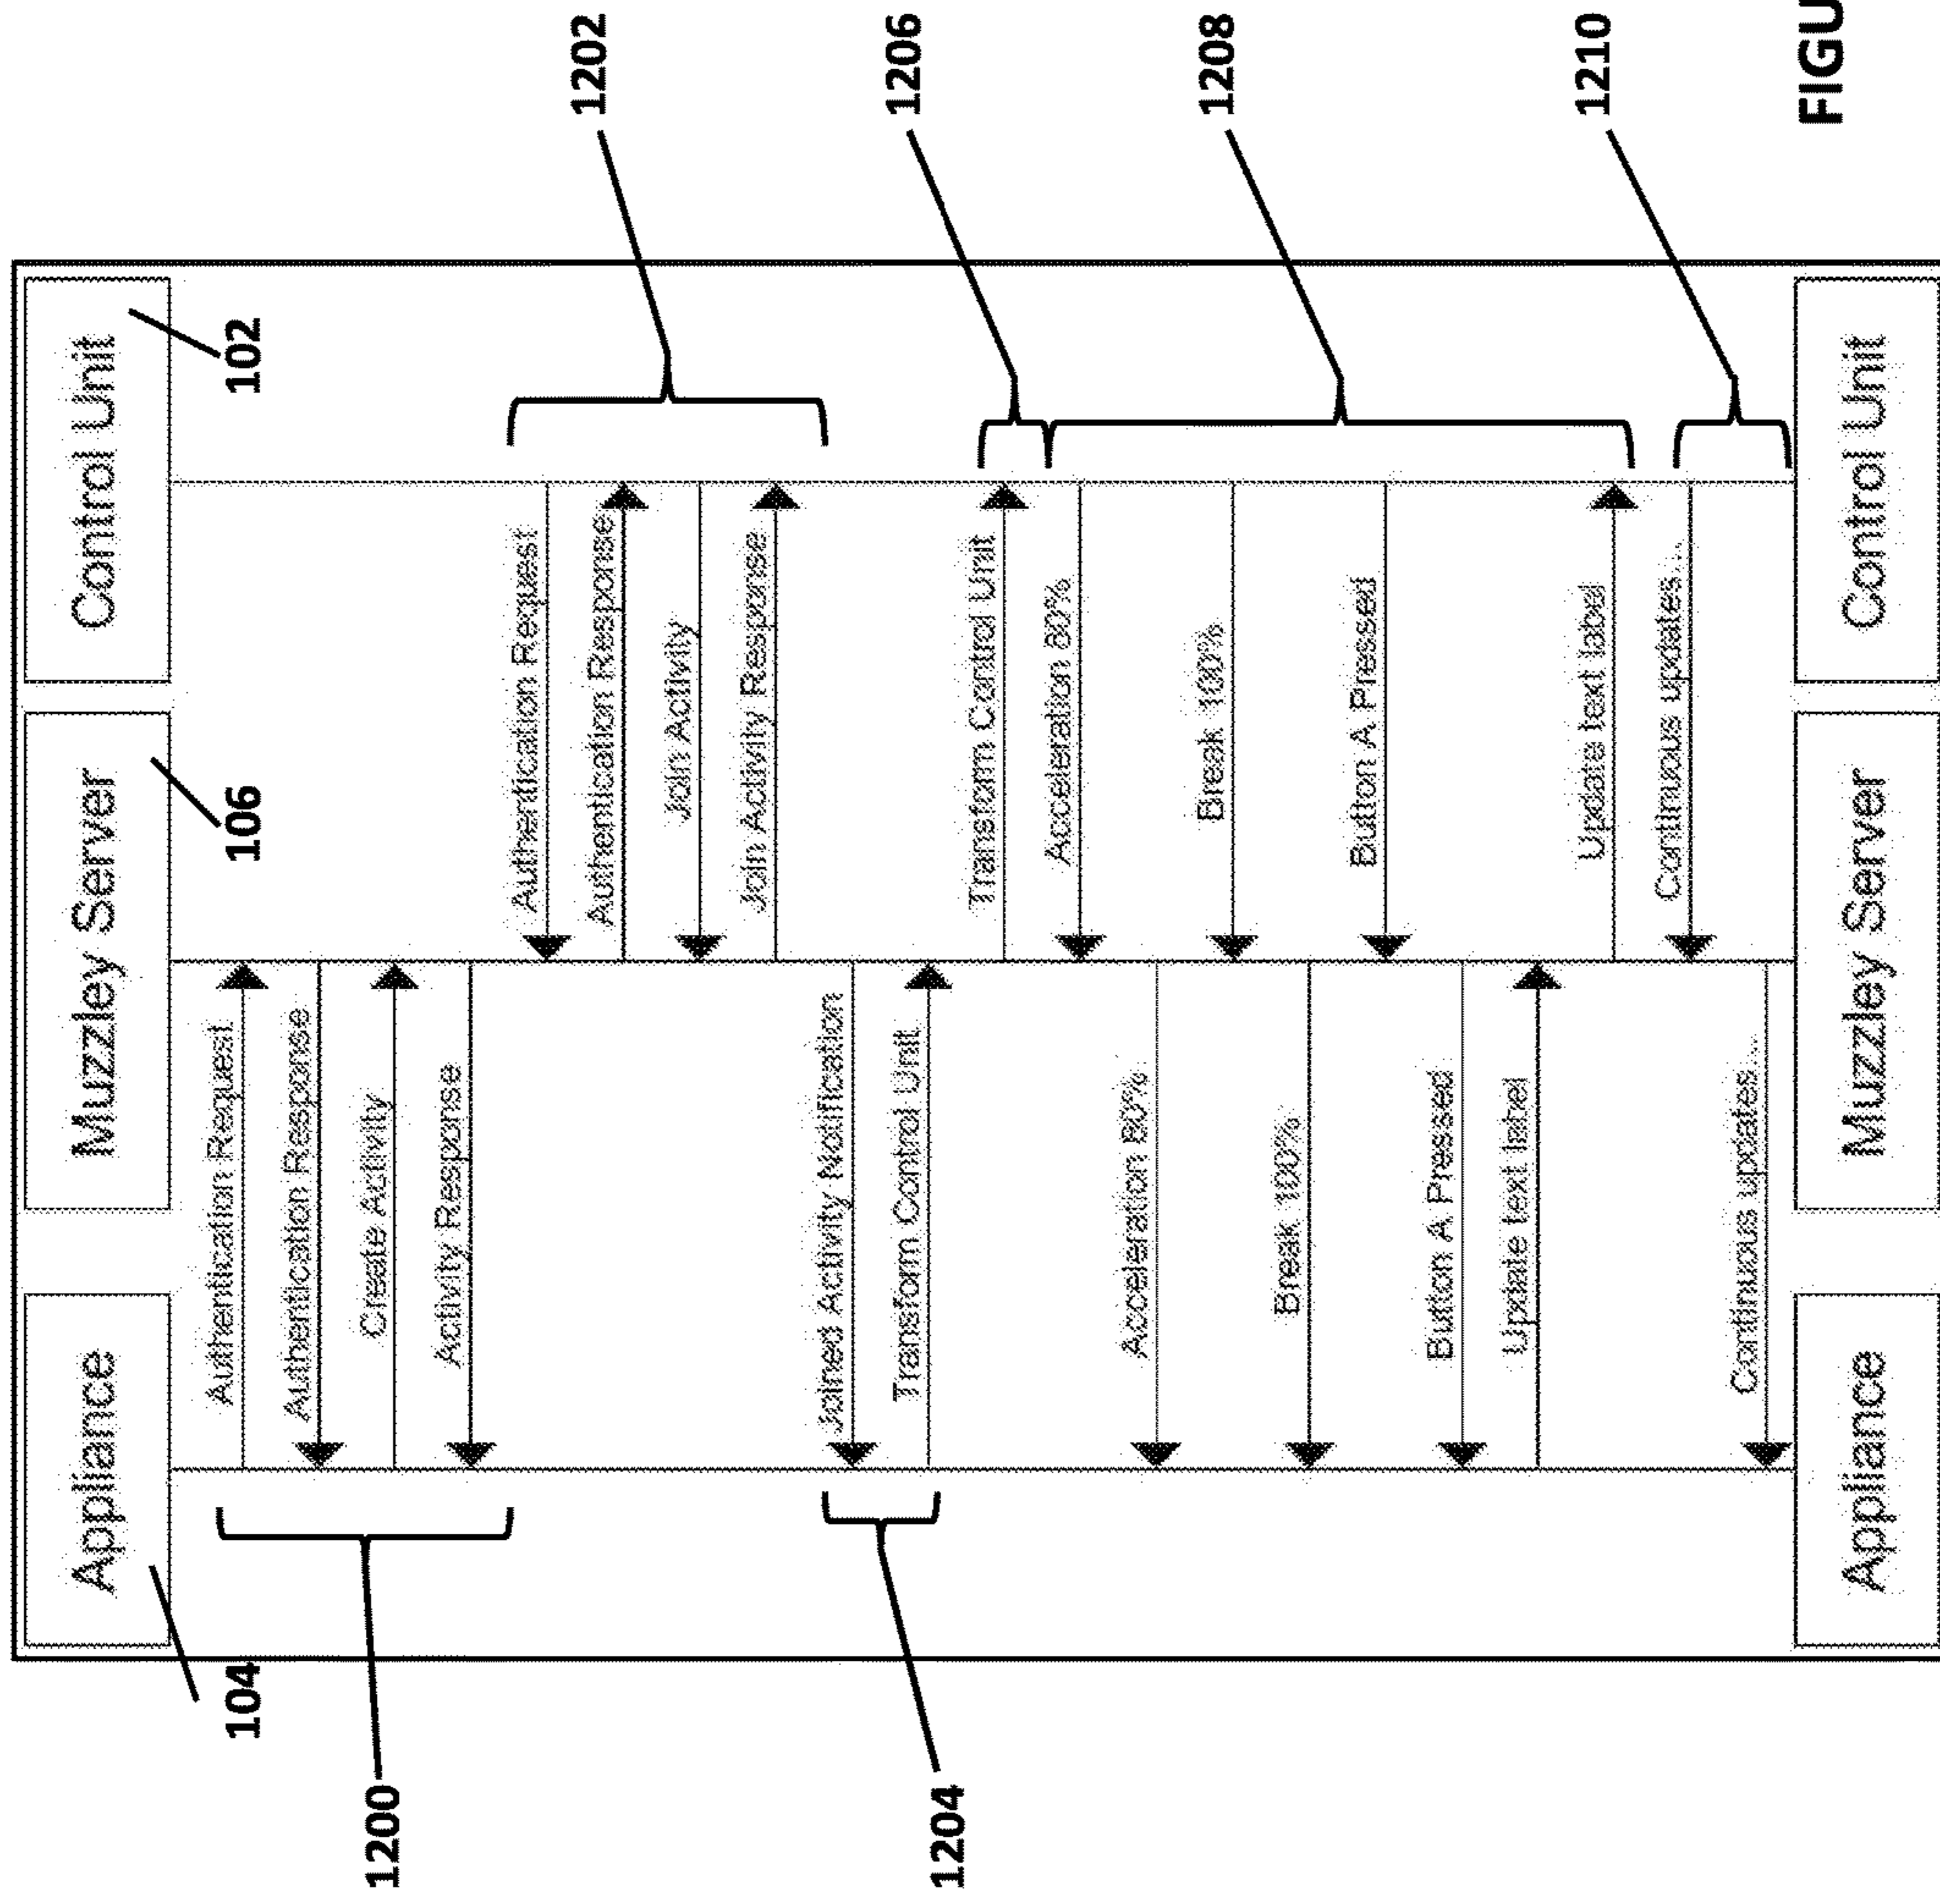 Appliance
Muzzley Server
Control Unit
104
106
102
Authentication Request
Authentication Response
Create Activity
Activity Response
1200
Authentication Request
Authentication Response
Join Activity
Join Activity Response
1202
Joined Activity Notification
Transform Control Unit
1204
Transform Control Unit
1206
Acceleration 80%
Acceleration 80%
Break 100%
Break 100%
Button A Pressed
Button A Pressed
Update text label
Update text label
1208
Continuous updates...
Continuous updates...
1210
Appliance
Muzzley Server
Control Unit
FIGU